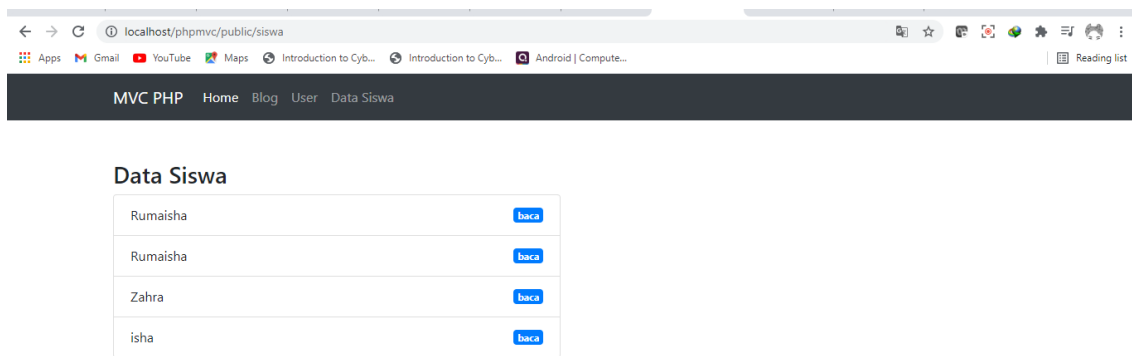 localhost/phpmvc/public/siswa
Apps Gmail YouTube Maps Introduction to Cyb... Introduction to Cyb... Android | Compute... Reading list
MVC PHP Home Blog User Data Siswa
Data Siswa
Rumaisha baca
Rumaisha baca
Zahra baca
isha baca